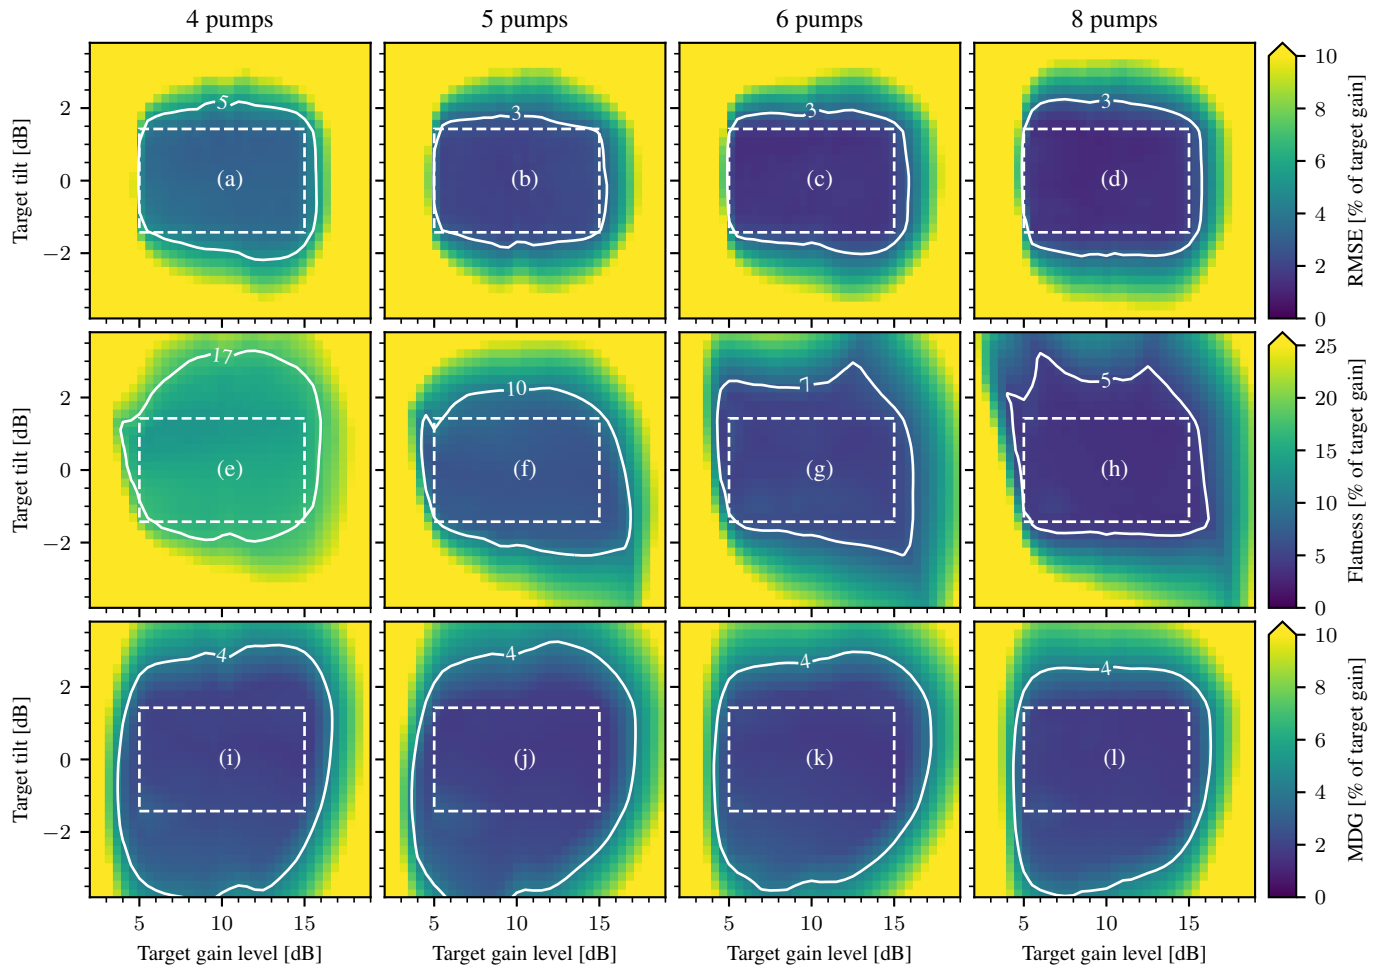 4 pumps 5 pumps 6 pumps 8 pumps
Target tilt [dB] 2 0 −2
5 (a)
3 (b)
3 (c)
3 (d)
10 8 6 4 2 0 RMSE [% of target gain]
Target tilt [dB] 2 0 −2
17 (e)
10 (f)
7 (g)
5 (h)
25 20 15 10 5 0 Flatness [% of target gain]
Target tilt [dB] 2 0 −2
4 (i)
4 (j)
4 (k)
4 (l)
10 8 6 4 2 0 MDG [% of target gain]
5 10 15 5 10 15 5 10 15 5 10 15
Target gain level [dB] Target gain level [dB] Target gain level [dB] Target gain level [dB]